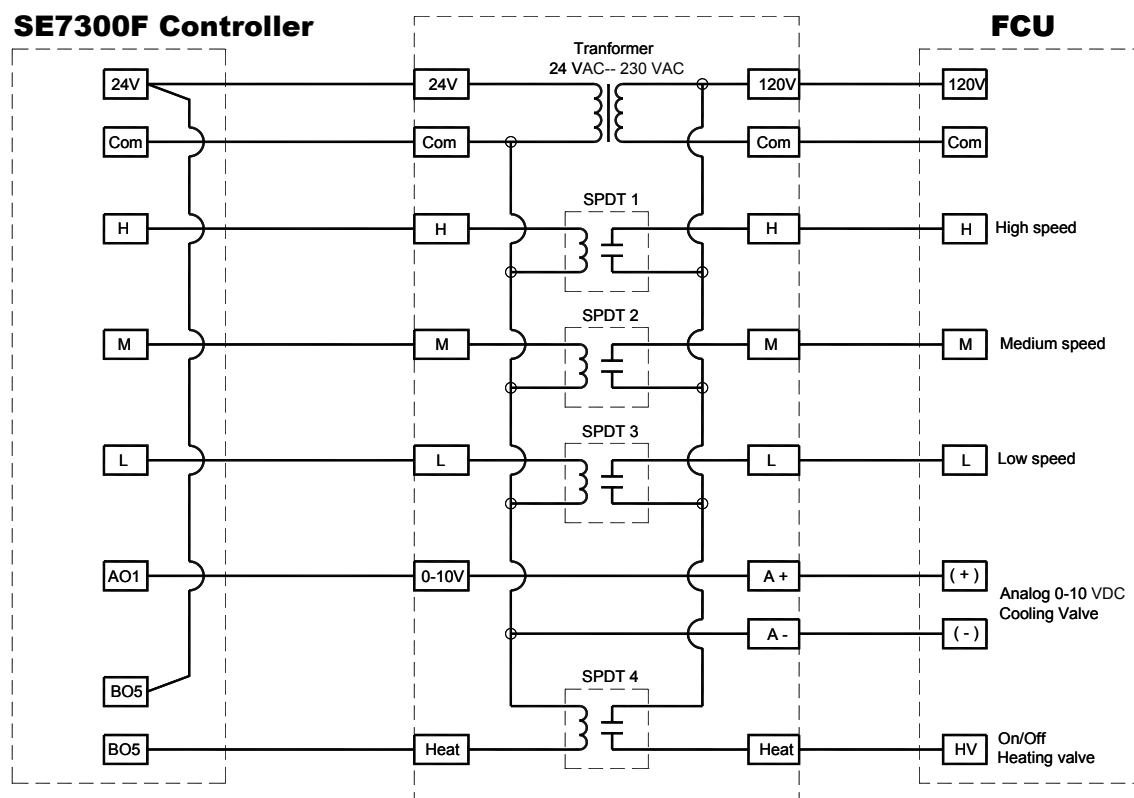 SE7300F Controller
FCU
Tranformer
24 VAC-- 230 VAC
24V
24V
120V
120V
Com
Com
Com
Com
SPDT 1
H
H
H
H
High speed
SPDT 2
M
M
M
M
Medium speed
SPDT 3
L
L
L
L
Low speed
AO1
0-10V
A +
( + )
Analog 0-10 VDC
Cooling Valve
A -
( - )
SPDT 4
BO5
BO5
Heat
Heat
HV
On/Off
Heating valve